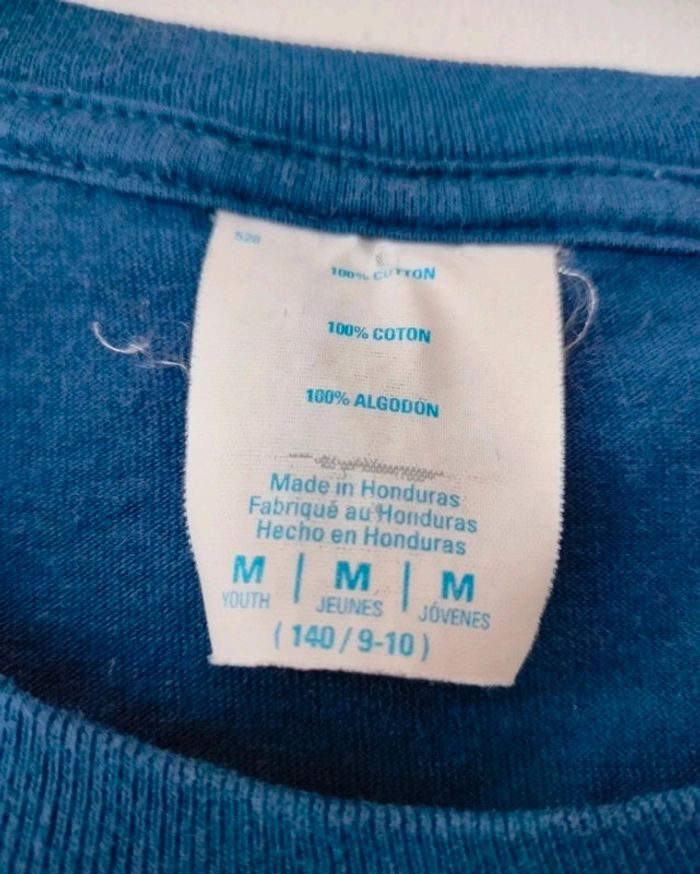 100% COTTON
100% COTON
100% ALGODÓN
Made in Honduras
Fabriqué au Honduras
Hecho en Honduras
M | M | M
YOUTH JEUNES JÓVENES
( 140 / 9-10 )